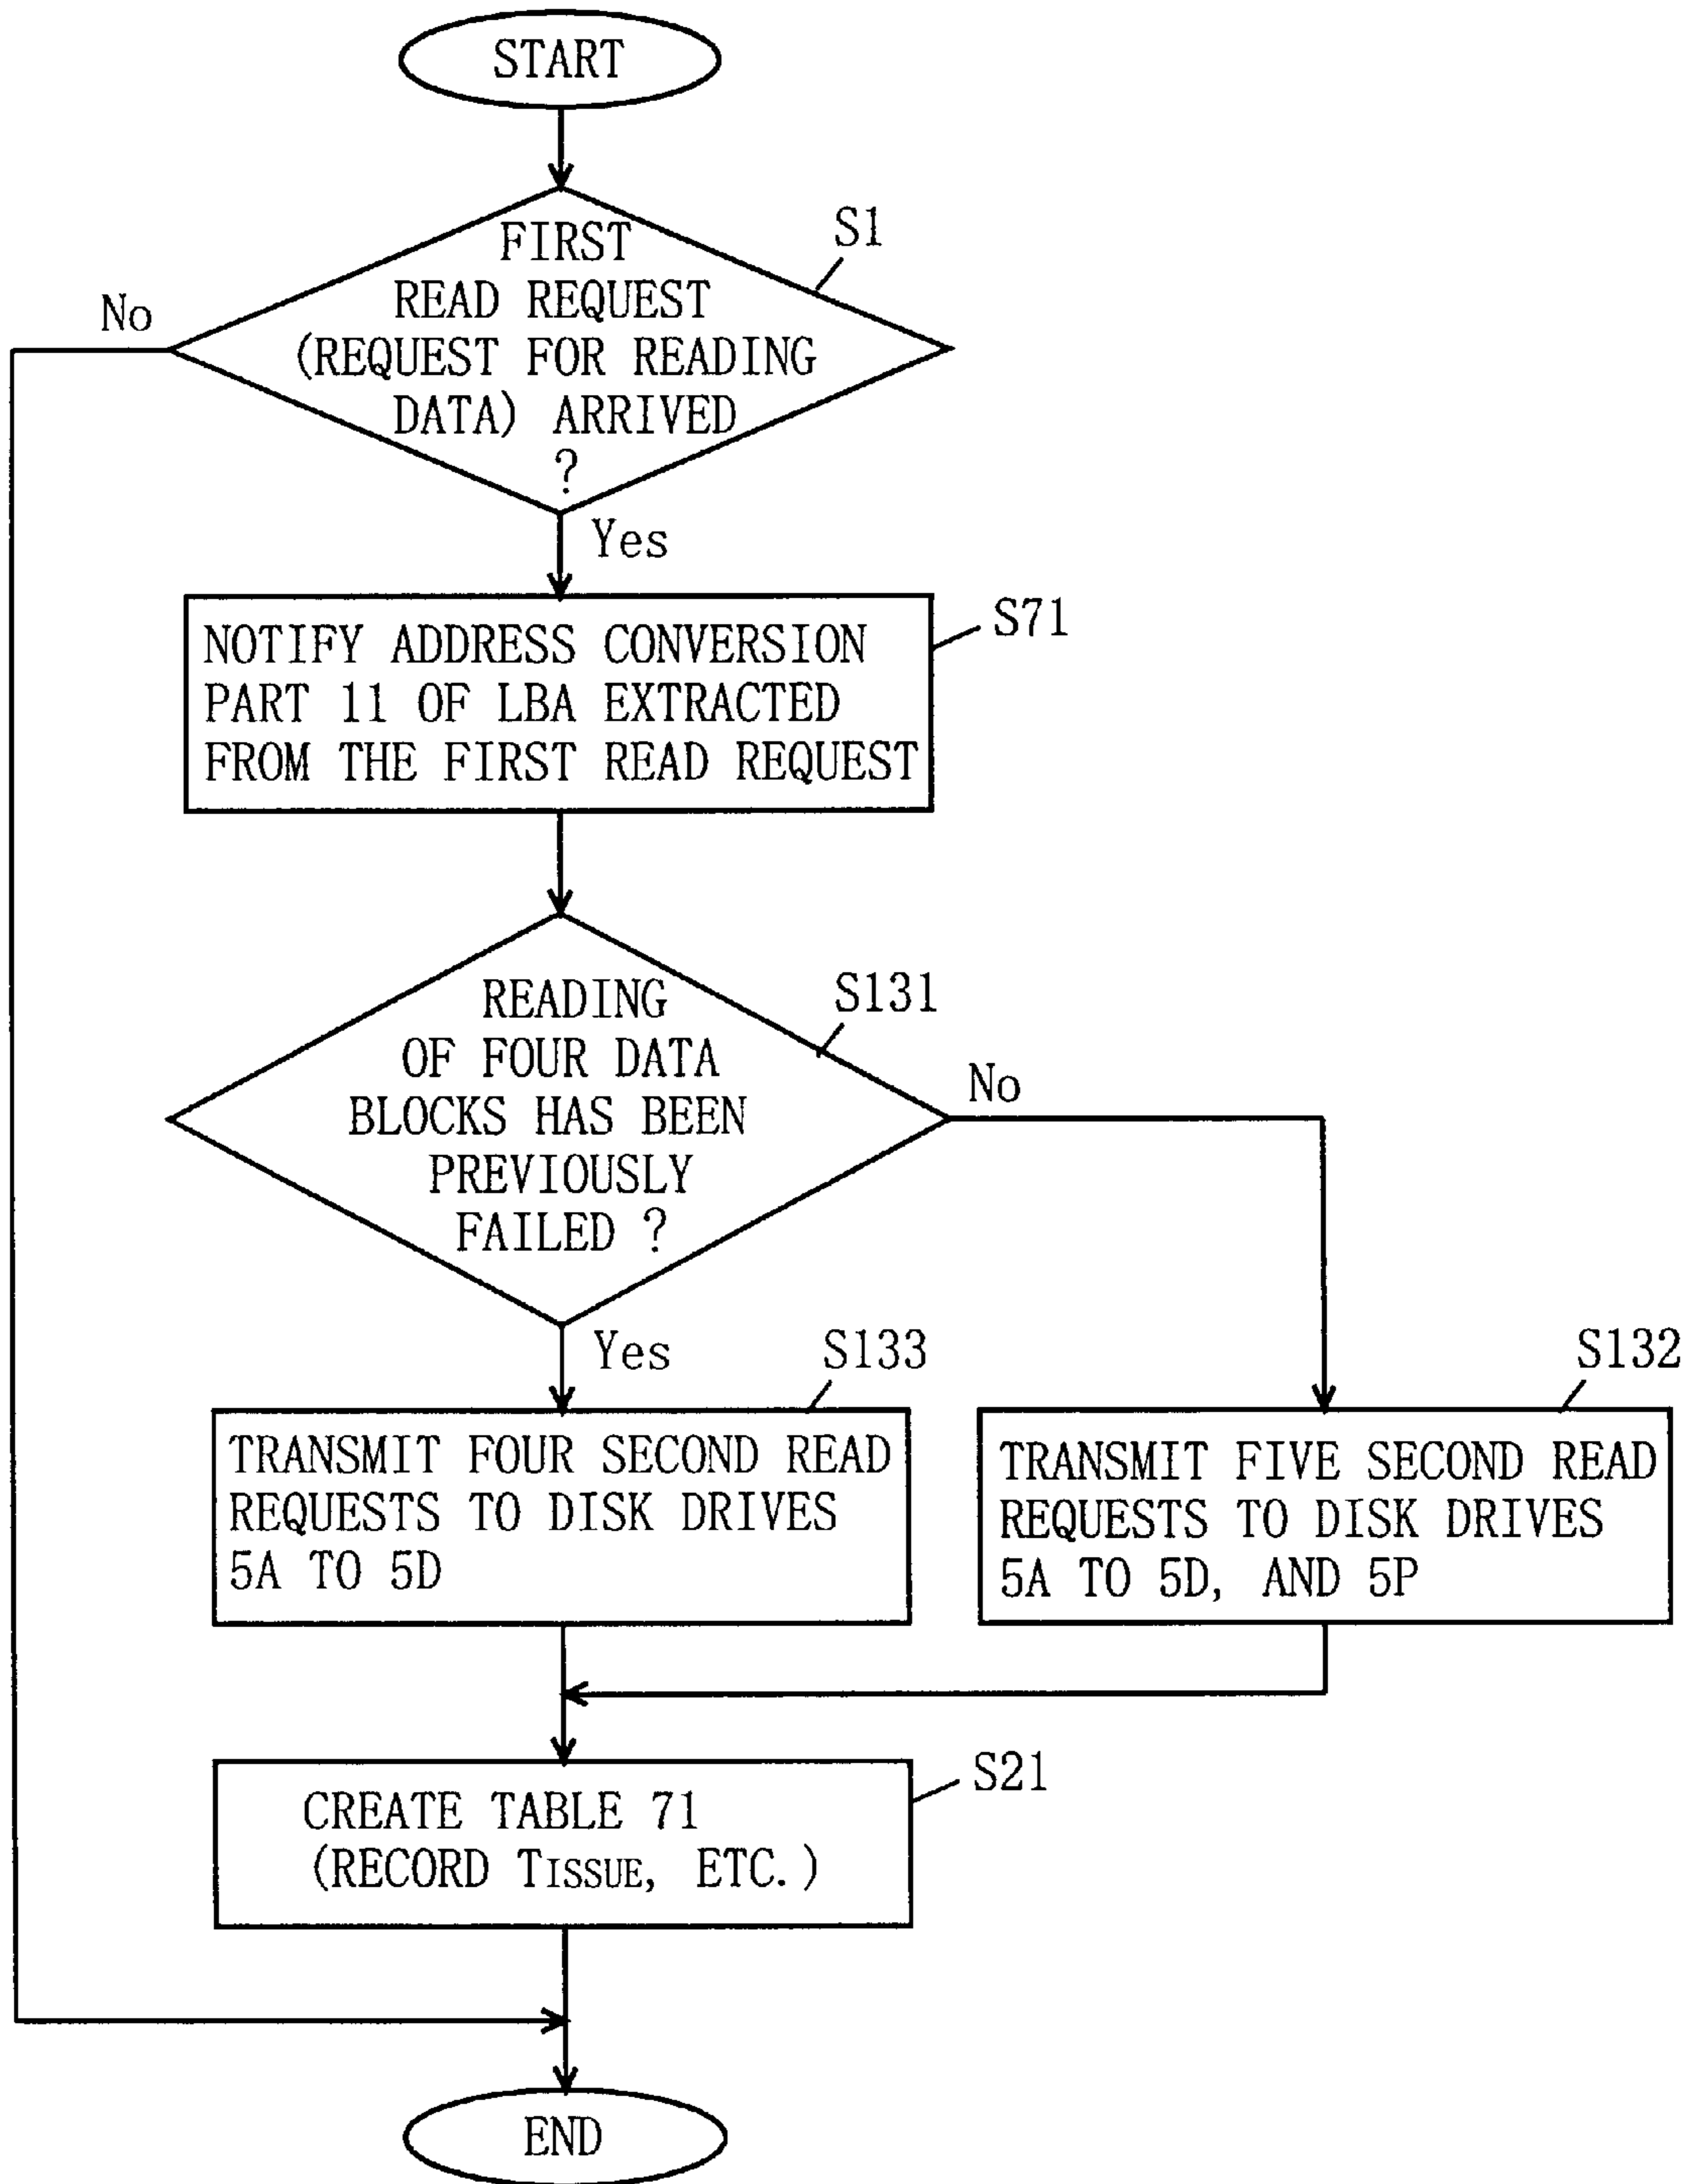 START
FIRST
READ REQUEST
(REQUEST FOR READING
DATA) ARRIVED
?
S1
No
Yes
NOTIFY ADDRESS CONVERSION
PART 11 OF LBA EXTRACTED
FROM THE FIRST READ REQUEST
S71
READING
OF FOUR DATA
BLOCKS HAS BEEN
PREVIOUSLY
FAILED ?
S131
No
Yes
S133
S132
TRANSMIT FOUR SECOND READ
REQUESTS TO DISK DRIVES
5A TO 5D
TRANSMIT FIVE SECOND READ
REQUESTS TO DISK DRIVES
5A TO 5D, AND 5P
CREATE TABLE 71
(RECORD TISSUE, ETC.)
S21
END